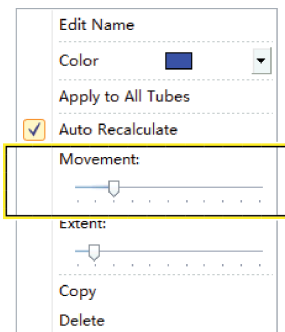 Edit Name
Color
Apply to All Tubes
Auto Recalculate
Movement:
Extent:
Copy
Delete